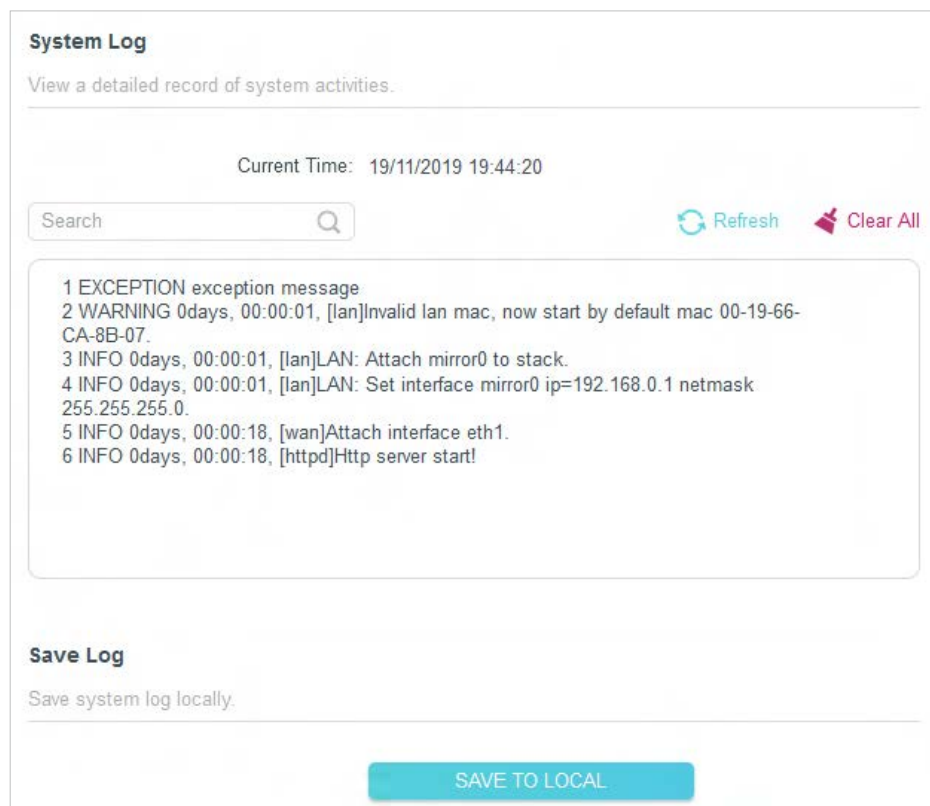 System Log
View a detailed record of system activities.
Current Time: 19/11/2019 19:44:20
Search
Refresh
Clear All
1 EXCEPTION exception message
2 WARNING 0days, 00:00:01, [lan]Invalid lan mac, now start by default mac 00-19-66-
CA-8B-07.
3 INFO 0days, 00:00:01, [lan]LAN: Attach mirror0 to stack.
4 INFO 0days, 00:00:01, [lan]LAN: Set interface mirror0 ip=192.168.0.1 netmask
255.255.255.0.
5 INFO 0days, 00:00:18, [wan]Attach interface eth1.
6 INFO 0days, 00:00:18, [httpd]Http server start!
Save Log
Save system log locally.
SAVE TO LOCAL